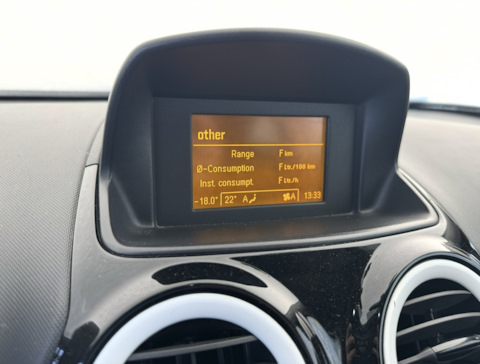 other
Range F km
Ø-Consumption F ltr./100 km
Inst. consumpt. F ltr./h
-18.0° 22° A A 13:33